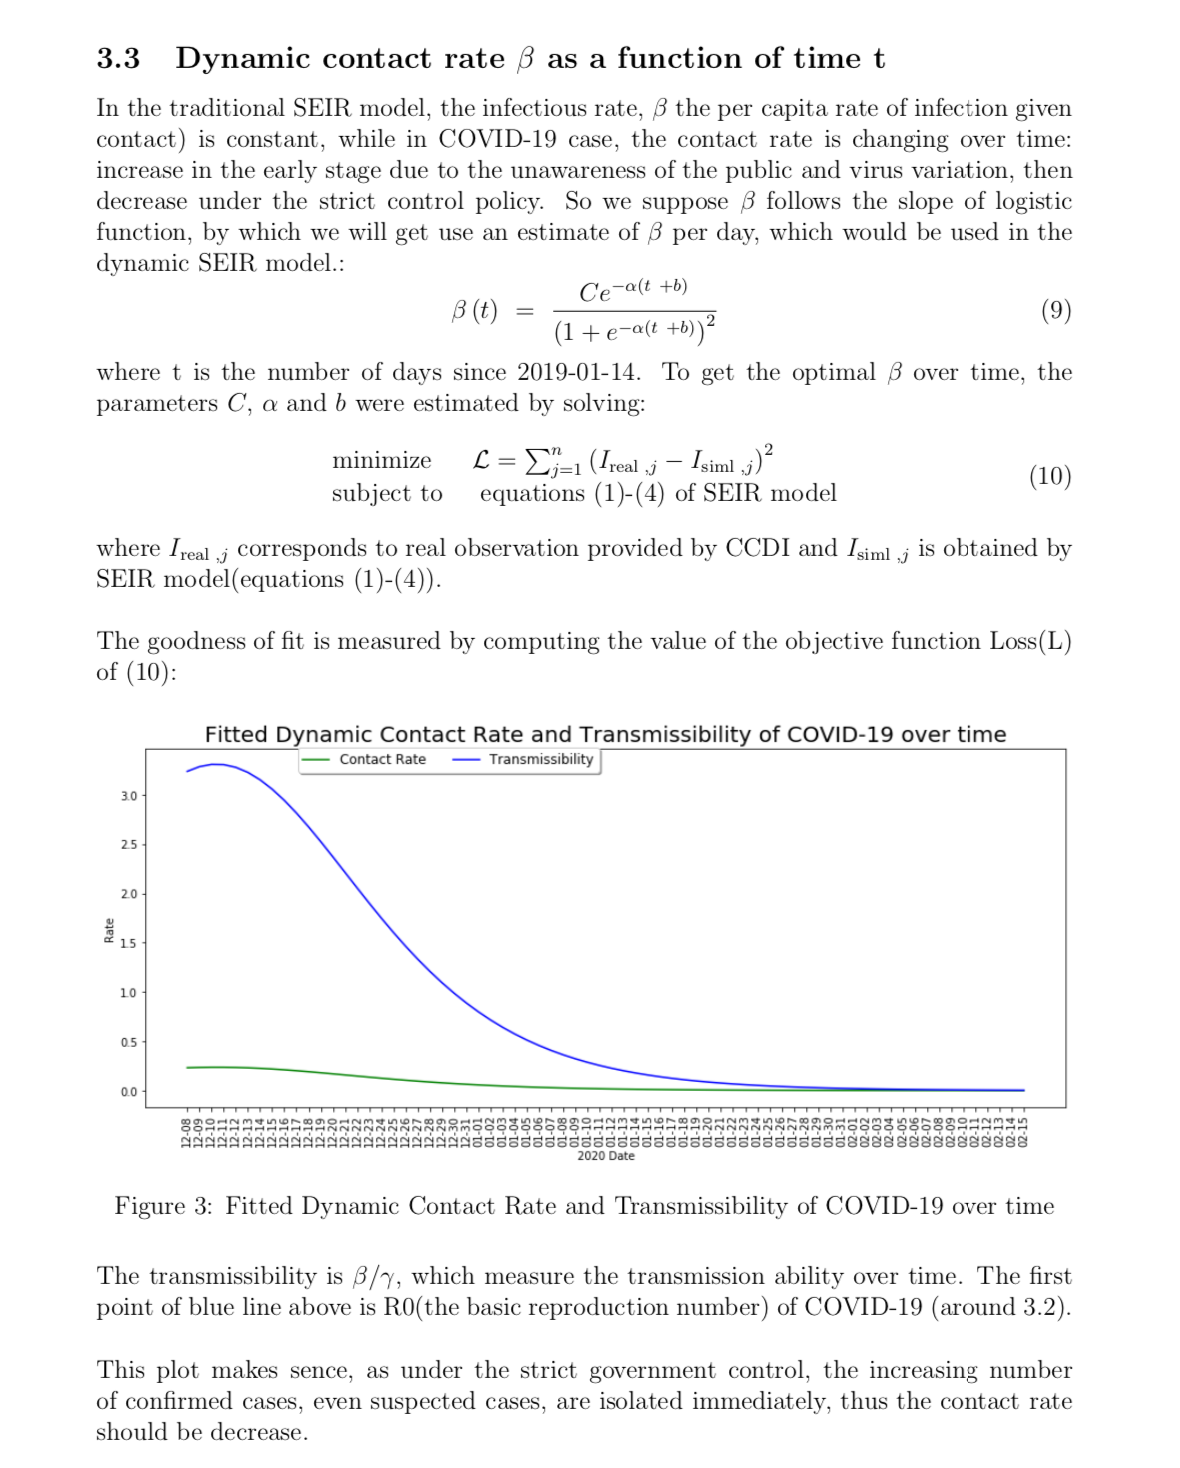 3.3 Dynamic contact rate β as a function of time t
In the traditional SEIR model, the infectious rate, β the per capita rate of infection given
contact) is constant, while in COVID-19 case, the contact rate is changing over time:
increase in the early stage due to the unawareness of the public and virus variation, then
decrease under the strict control policy. So we suppose β follows the slope of logistic
function, by which we will get use an estimate of β per day, which would be used in the
dynamic SEIR model.:
β (t) = Ce^{−α(t +b)} / (1 + e^{−α(t +b)})^2 (9)
where t is the number of days since 2019-01-14. To get the optimal β over time, the
parameters C, α and b were estimated by solving:
minimize ℒ = ∑_{j=1}^{n} (I_{real ,j} − I_{siml ,j})^2
subject to equations (1)-(4) of SEIR model (10)
where I_{real ,j} corresponds to real observation provided by CCDI and I_{siml ,j} is obtained by
SEIR model(equations (1)-(4)).
The goodness of fit is measured by computing the value of the objective function Loss(L)
of (10):
Fitted Dynamic Contact Rate and Transmissibility of COVID-19 over time
Contact Rate Transmissibility
3.0
2.5
2.0
Rate
1.5
1.0
0.5
0.0
12-08 12-09 12-10 12-11 12-12 12-13 12-14 12-15 12-16 12-17 12-18 12-19 12-20 12-21 12-22 12-23 12-24 12-25 12-26 12-27 12-28 12-29 12-30 12-31 01-01 01-02 01-03 01-04 01-05 01-06 01-07 01-08 01-09 01-10 01-11 01-12 01-13 01-14 01-15 01-16 01-17 01-18 01-19 01-20 01-21 01-22 01-23 01-24 01-25 01-26 01-27 01-28 01-29 01-30 01-31 02-01 02-02 02-03 02-04 02-05 02-06 02-07 02-08 02-09 02-10 02-11 02-12 02-13 02-14 02-15
2020 Date
Figure 3: Fitted Dynamic Contact Rate and Transmissibility of COVID-19 over time
The transmissibility is β/γ, which measure the transmission ability over time. The first
point of blue line above is R0(the basic reproduction number) of COVID-19 (around 3.2).
This plot makes sence, as under the strict government control, the increasing number
of confirmed cases, even suspected cases, are isolated immediately, thus the contact rate
should be decrease.